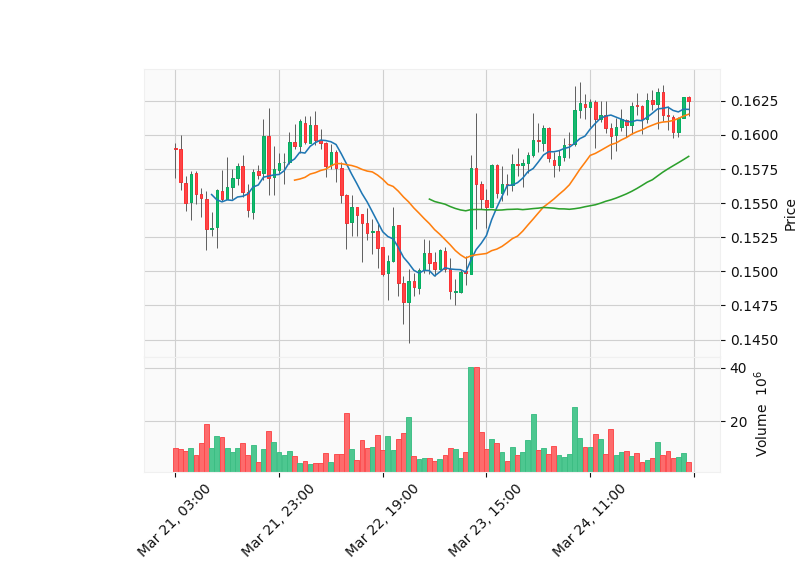 0.1625
0.1600
0.1575
0.1550
0.1525
0.1500
0.1475
0.1450
Price
40
20
Volume 10⁶
Mar 21, 03:00
Mar 21, 23:00
Mar 22, 19:00
Mar 23, 15:00
Mar 24, 11:00